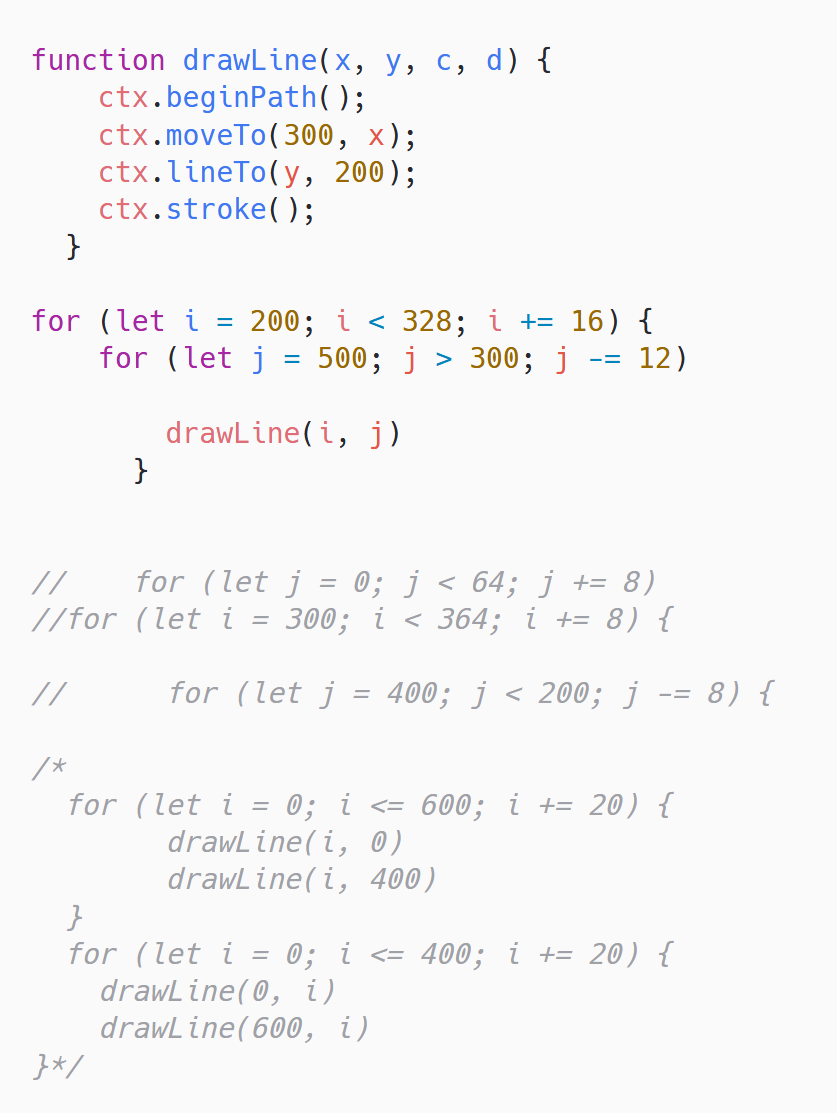 function drawLine(x, y, c, d) {
    ctx.beginPath();
    ctx.moveTo(300, x);
    ctx.lineTo(y, 200);
    ctx.stroke();
  }

for (let i = 200; i < 328; i += 16) {
    for (let j = 500; j > 300; j -= 12)

        drawLine(i, j)
      }


//    for (let j = 0; j < 64; j += 8)
//for (let i = 300; i < 364; i += 8) {

//      for (let j = 400; j < 200; j -= 8) {

/*
  for (let i = 0; i <= 600; i += 20) {
        drawLine(i, 0)
        drawLine(i, 400)
  }
  for (let i = 0; i <= 400; i += 20) {
    drawLine(0, i)
    drawLine(600, i)
}*/